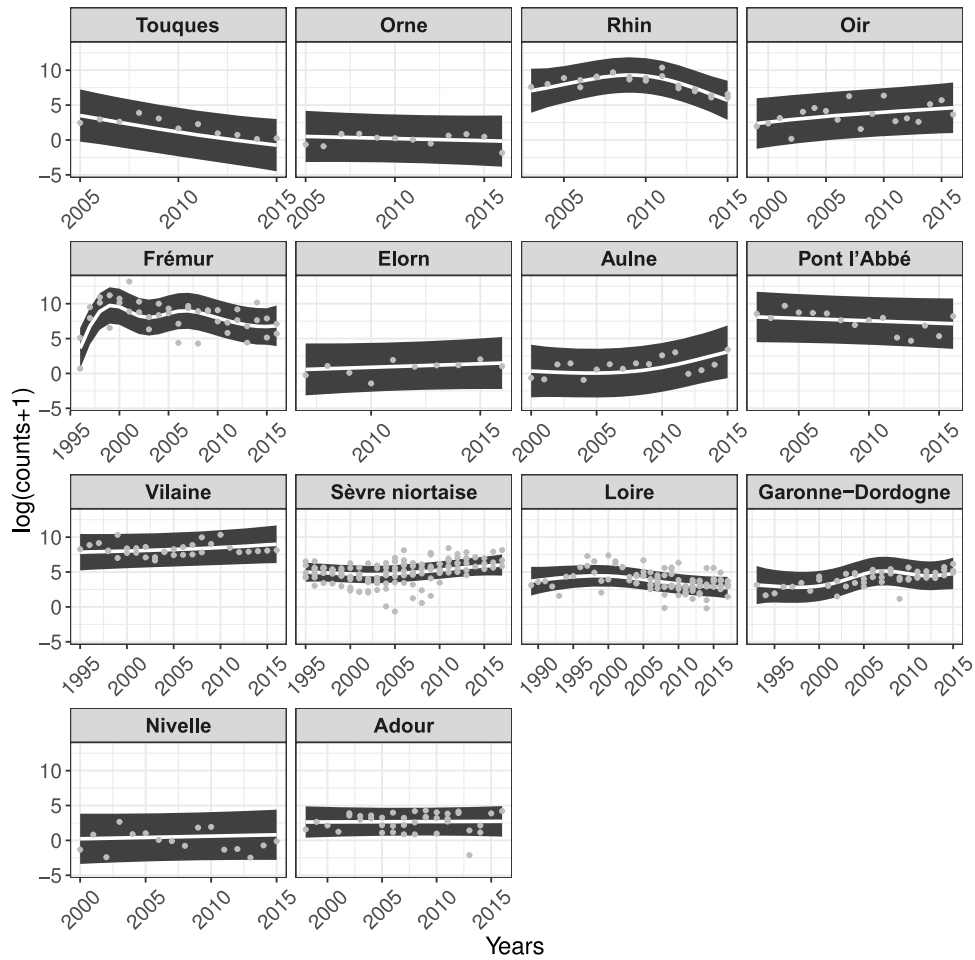 Touques Orne Rhin Oir
10
5
0
−5
2005 2010 2015 2005 2010 2015 2005 2010 2015 2000 2005 2010 2015
Frémur Elorn Aulne Pont l’Abbé
10
5
0
−5
1995 2000 2005 2010 2015 2010 2015 2000 2005 2010 2015 2005 2010 2015
log(counts+1)
Vilaine Sèvre niortaise Loire Garonne−Dordogne
10
5
0
−5
1995 2000 2005 2010 2015 1995 2000 2005 2010 2015 1990 1995 2000 2005 2010 2015 1995 2000 2005 2010 2015
Nivelle Adour
10
5
0
−5
2000 2005 2010 2015 2000 2005 2010 2015
Years